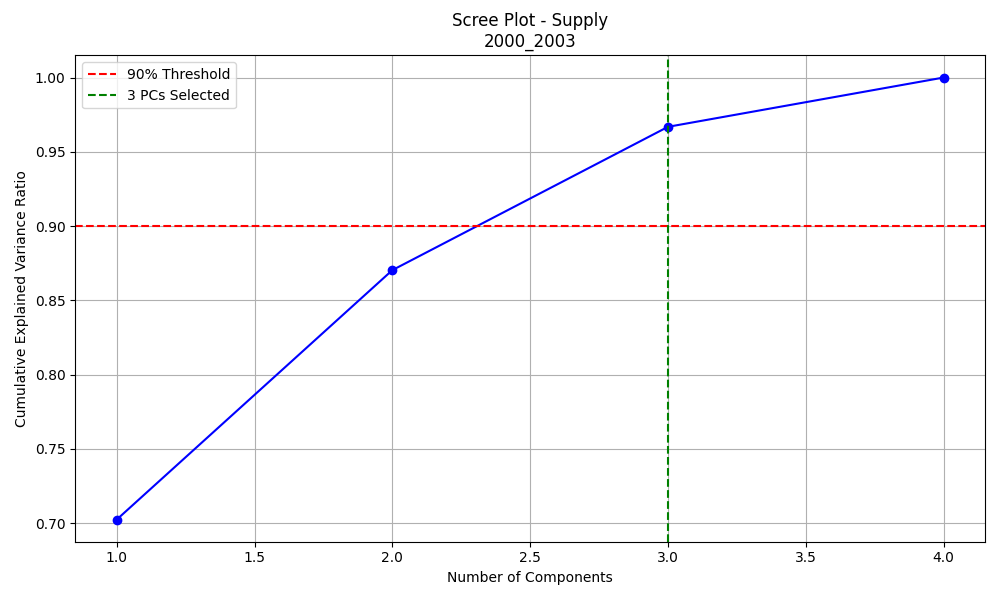 Scree Plot - Supply
2000_2003
90% Threshold
3 PCs Selected
Cumulative Explained Variance Ratio
1.00
0.95
0.90
0.85
0.80
0.75
0.70
1.0 1.5 2.0 2.5 3.0 3.5 4.0
Number of Components